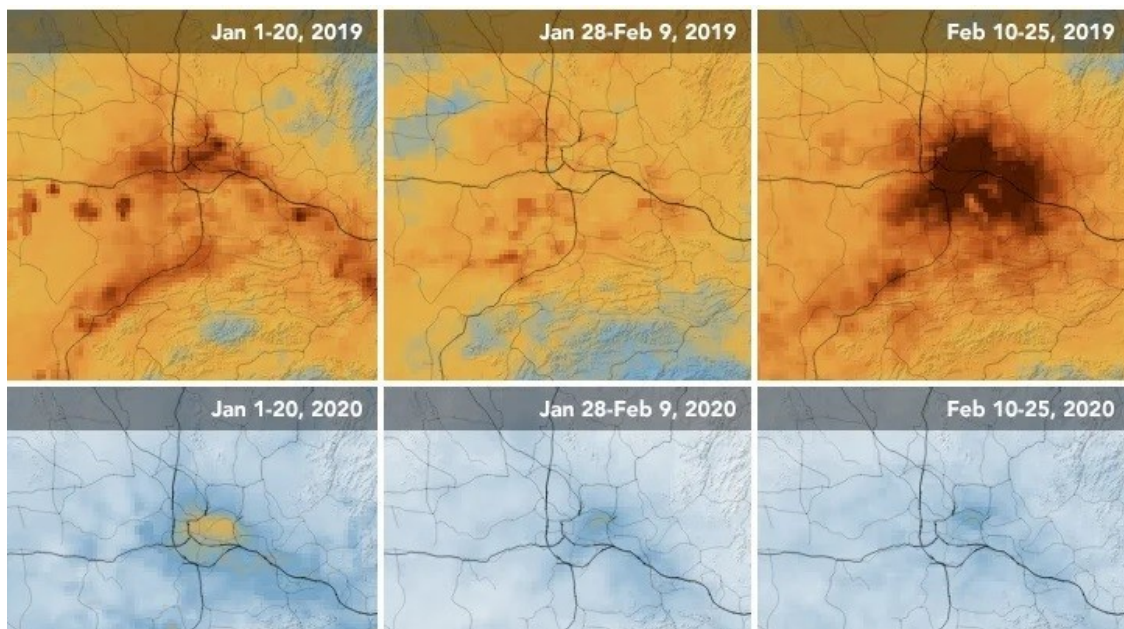 Jan 1-20, 2019
Jan 28-Feb 9, 2019
Feb 10-25, 2019
Jan 1-20, 2020
Jan 28-Feb 9, 2020
Feb 10-25, 2020